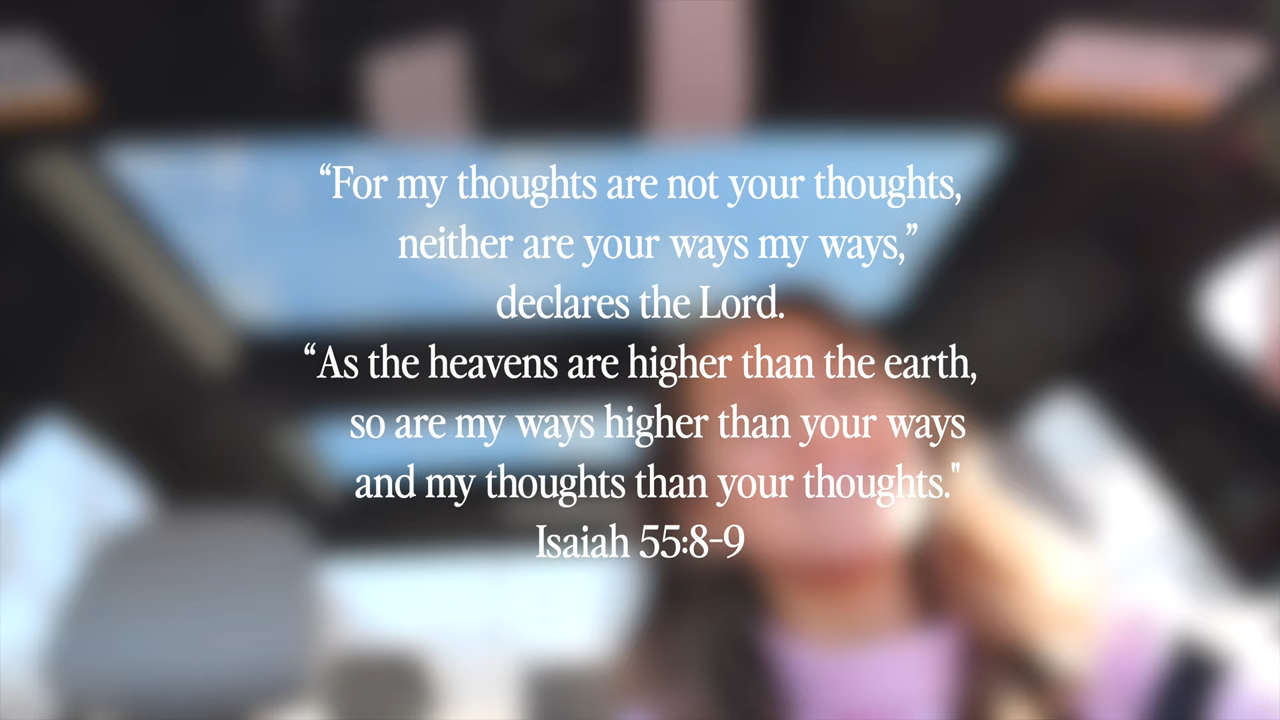 “For my thoughts are not your thoughts,
neither are your ways my ways,”
declares the Lord.
“As the heavens are higher than the earth,
so are my ways higher than your ways
and my thoughts than your thoughts."
Isaiah 55:8-9